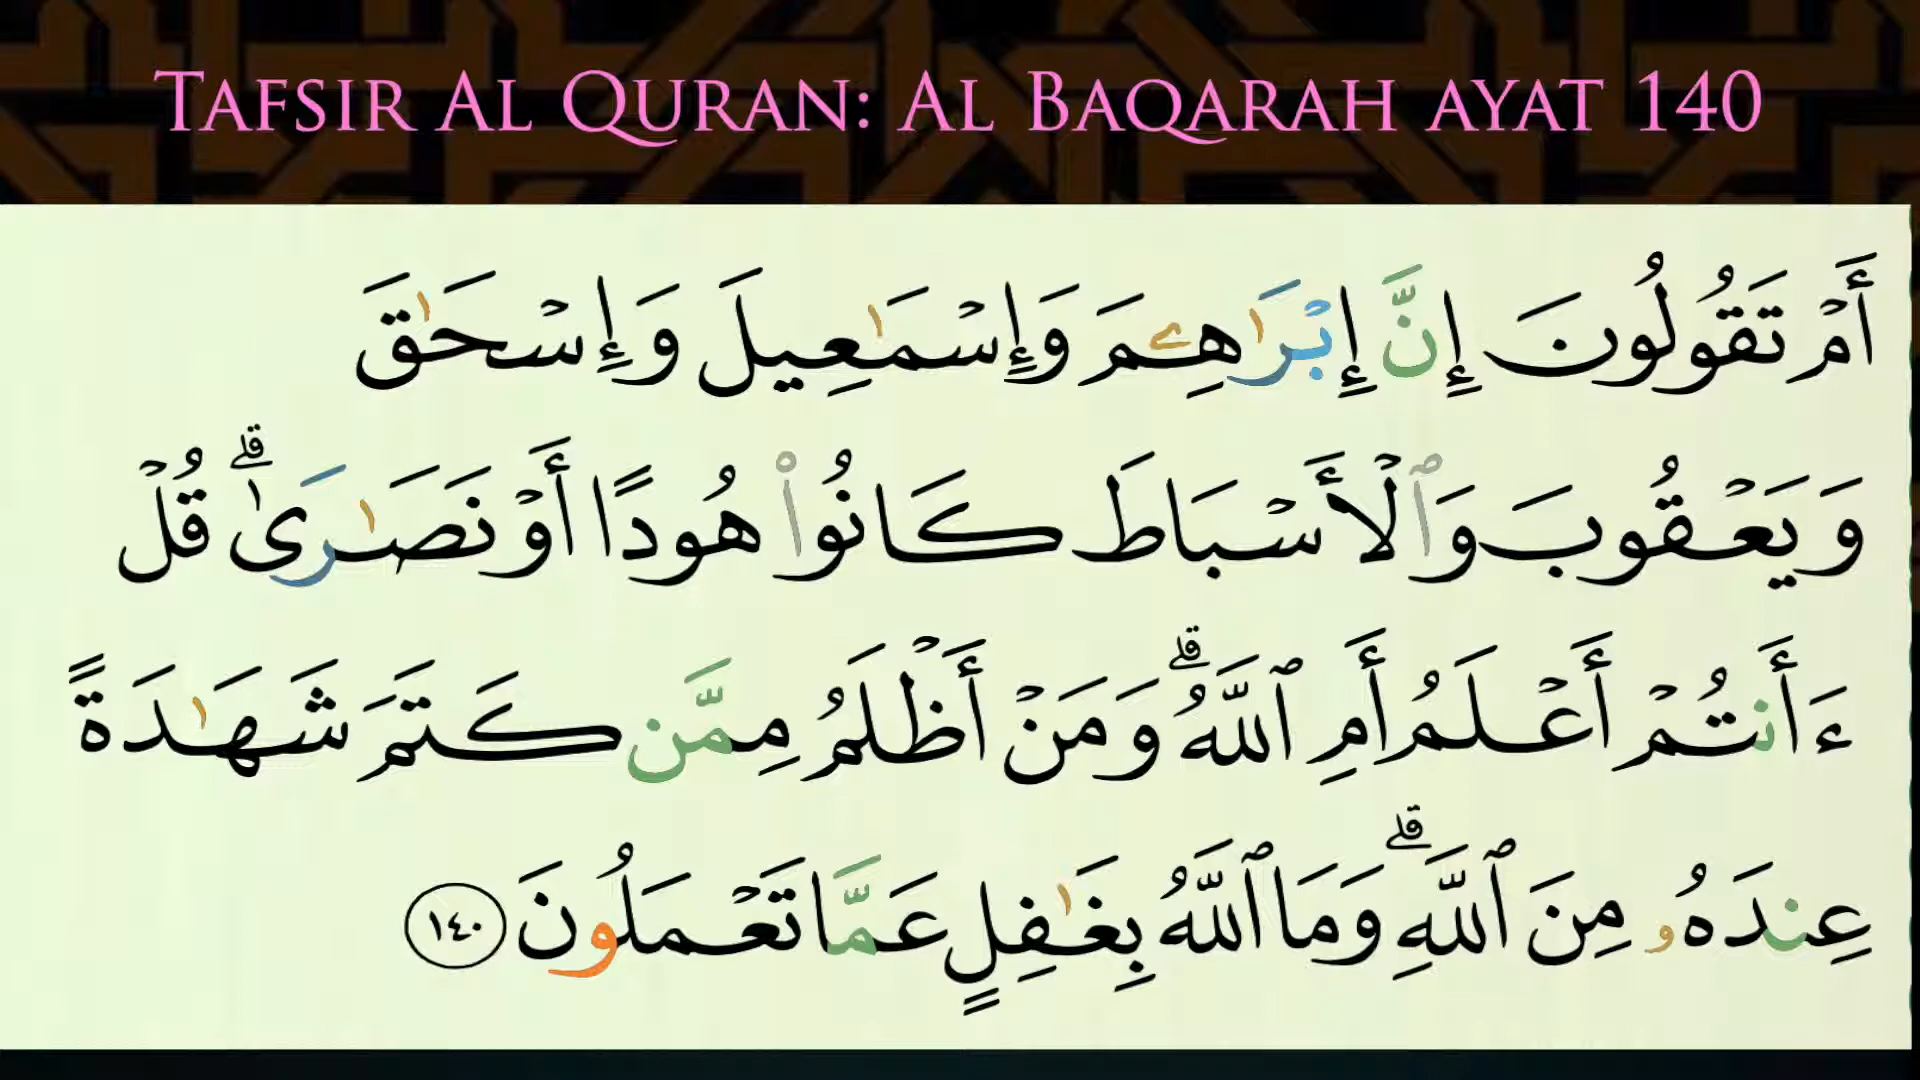 TAFSIR AL QURAN: AL BAQARAH AYAT 140
أَمۡ تَقُولُونَ إِنَّ إِبۡرَٰهِـۧمَ وَإِسۡمَٰعِيلَ وَإِسۡحَٰقَ
وَيَعۡقُوبَ وَٱلۡأَسۡبَاطَ كَانُواْ هُودًا أَوۡ نَصَٰرَىٰۗ قُلۡ
ءَأَنتُمۡ أَعۡلَمُ أَمِ ٱللَّهُۗ وَمَنۡ أَظۡلَمُ مِمَّن كَتَمَ شَهَٰدَةً
عِندَهُۥ مِنَ ٱللَّهِۗ وَمَا ٱللَّهُ بِغَٰفِلٍ عَمَّا تَعۡمَلُونَ ١٤٠